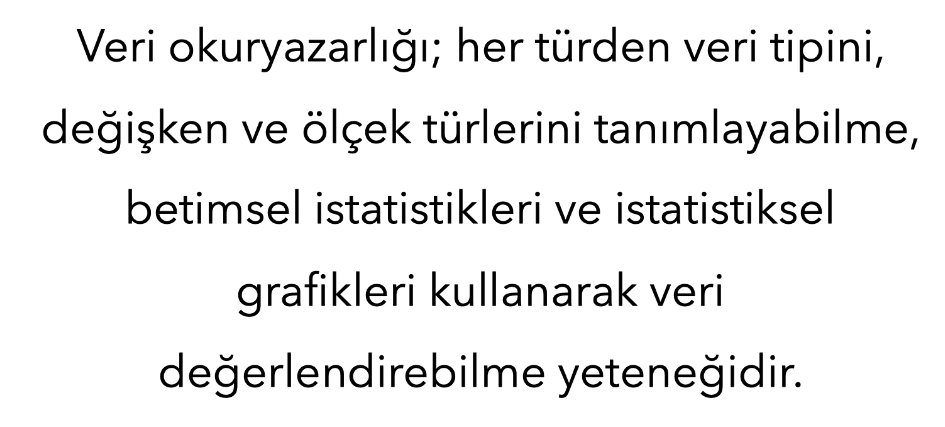 Veri okuryazarlığı; her türden veri tipini,
değişken ve ölçek türlerini tanımlayabilme,
betimsel istatistikleri ve istatistiksel
grafikleri kullanarak veri
değerlendirebilme yeteneğidir.